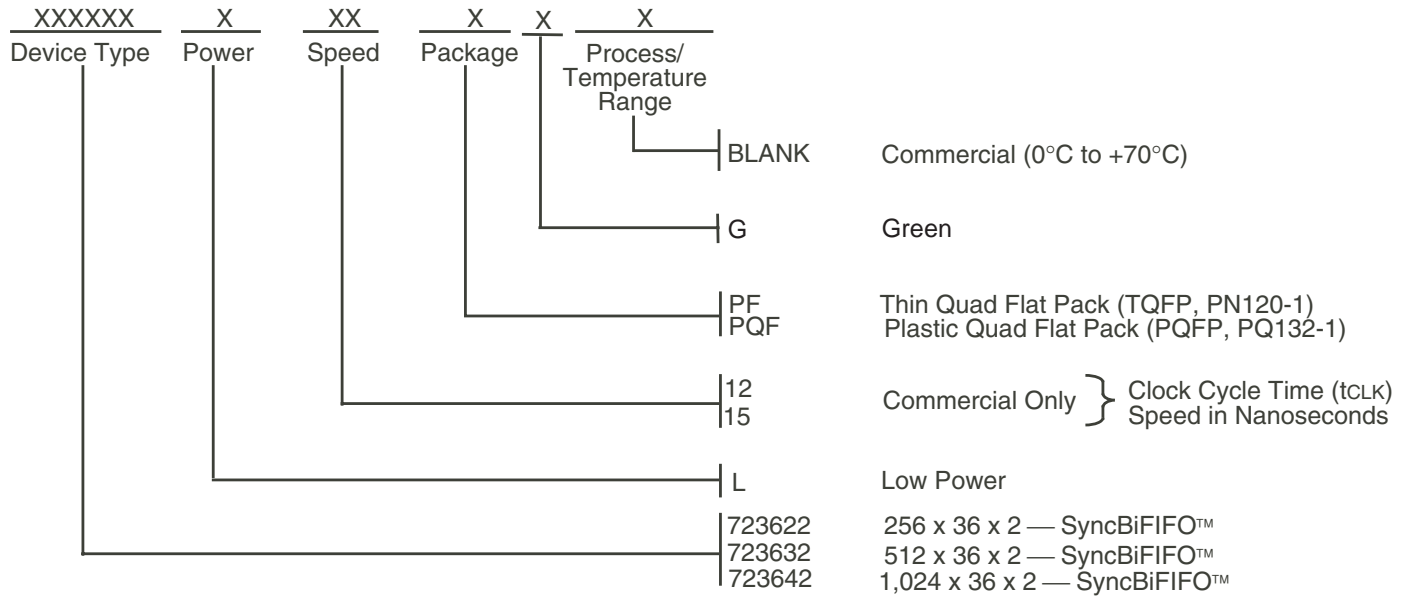 XXXXXX X XX X X X
Device Type Power Speed Package Process/
Temperature
Range
BLANK Commercial (0°C to +70°C)
G Green
PF Thin Quad Flat Pack (TQFP, PN120-1)
PQF Plastic Quad Flat Pack (PQFP, PQ132-1)
12
15
Commercial Only } Clock Cycle Time (tCLK)
Speed in Nanoseconds
L Low Power
723622 256 x 36 x 2 — SyncBiFIFO™
723632 512 x 36 x 2 — SyncBiFIFO™
723642 1,024 x 36 x 2 — SyncBiFIFO™